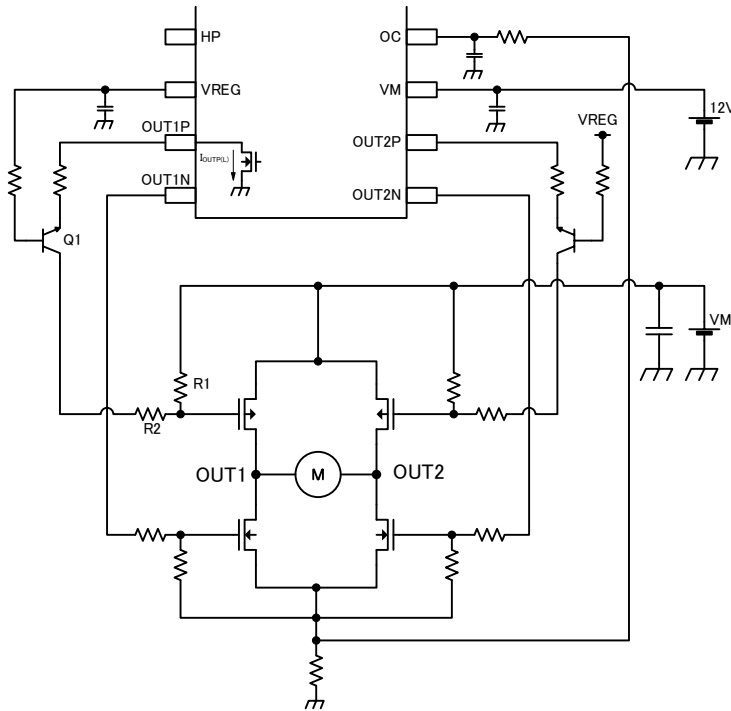 HP
OC
VREG
VM
12V
OUT1P
OUT2P
VREG
IOUTP(L)
OUT1N
OUT2N
Q1
VM
R1
R2
OUT1
M
OUT2